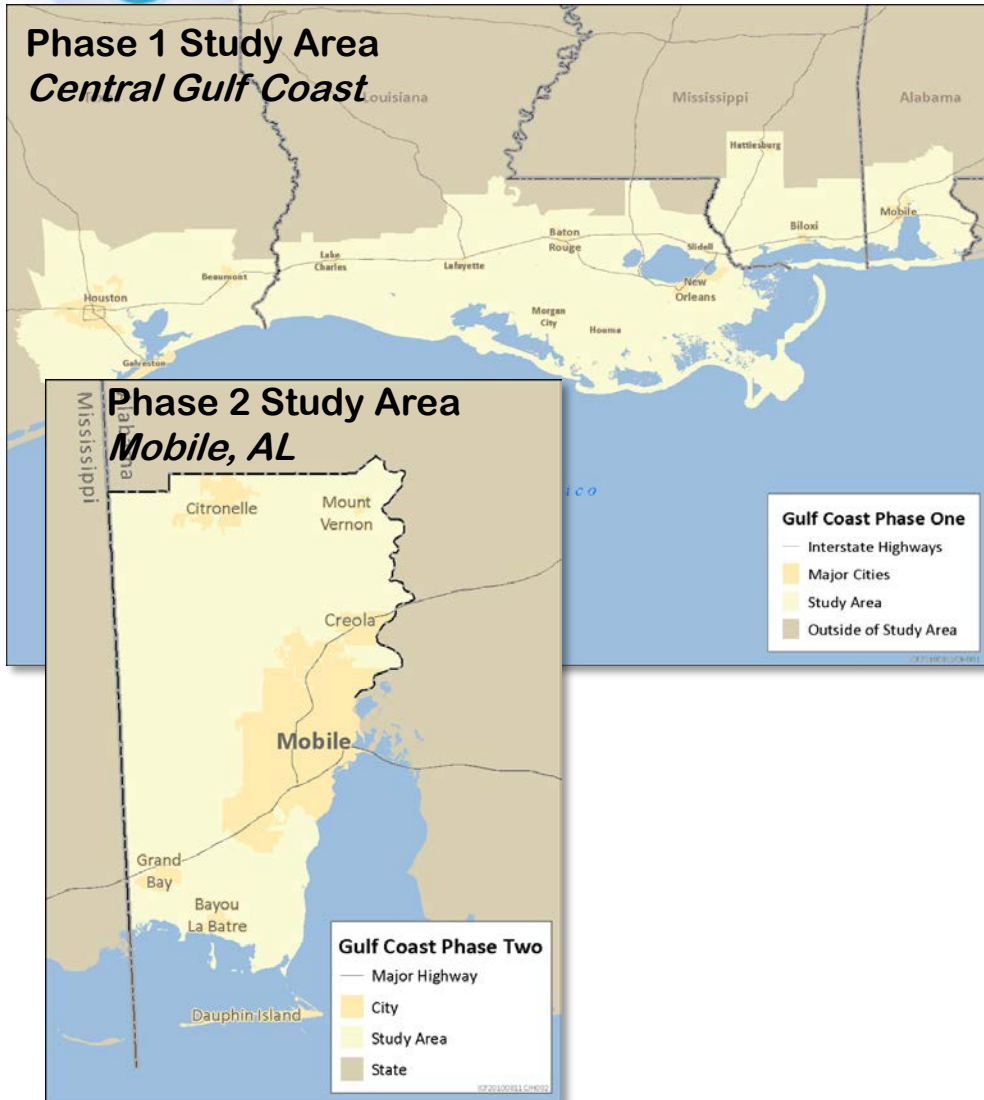 Phase 1 Study Area
Central Gulf Coast
Louisiana
Mississippi
Alabama
Hattiesburg
Mobile
Biloxi
Baton
Rouge
Slidell
Lake
Charles
Lafayette
Beaumont
New
Orleans
Houston
Morgan
City
Houma
Galveston
ico
Gulf Coast Phase One
Interstate Highways
Major Cities
Study Area
Outside of Study Area
Phase 2 Study Area
Mobile, AL
Mississippi
Alabama
Citronelle
Mount
Vernon
Creola
Mobile
Grand
Bay
Bayou
La Batre
Dauphin Island
Gulf Coast Phase Two
Major Highway
City
Study Area
State